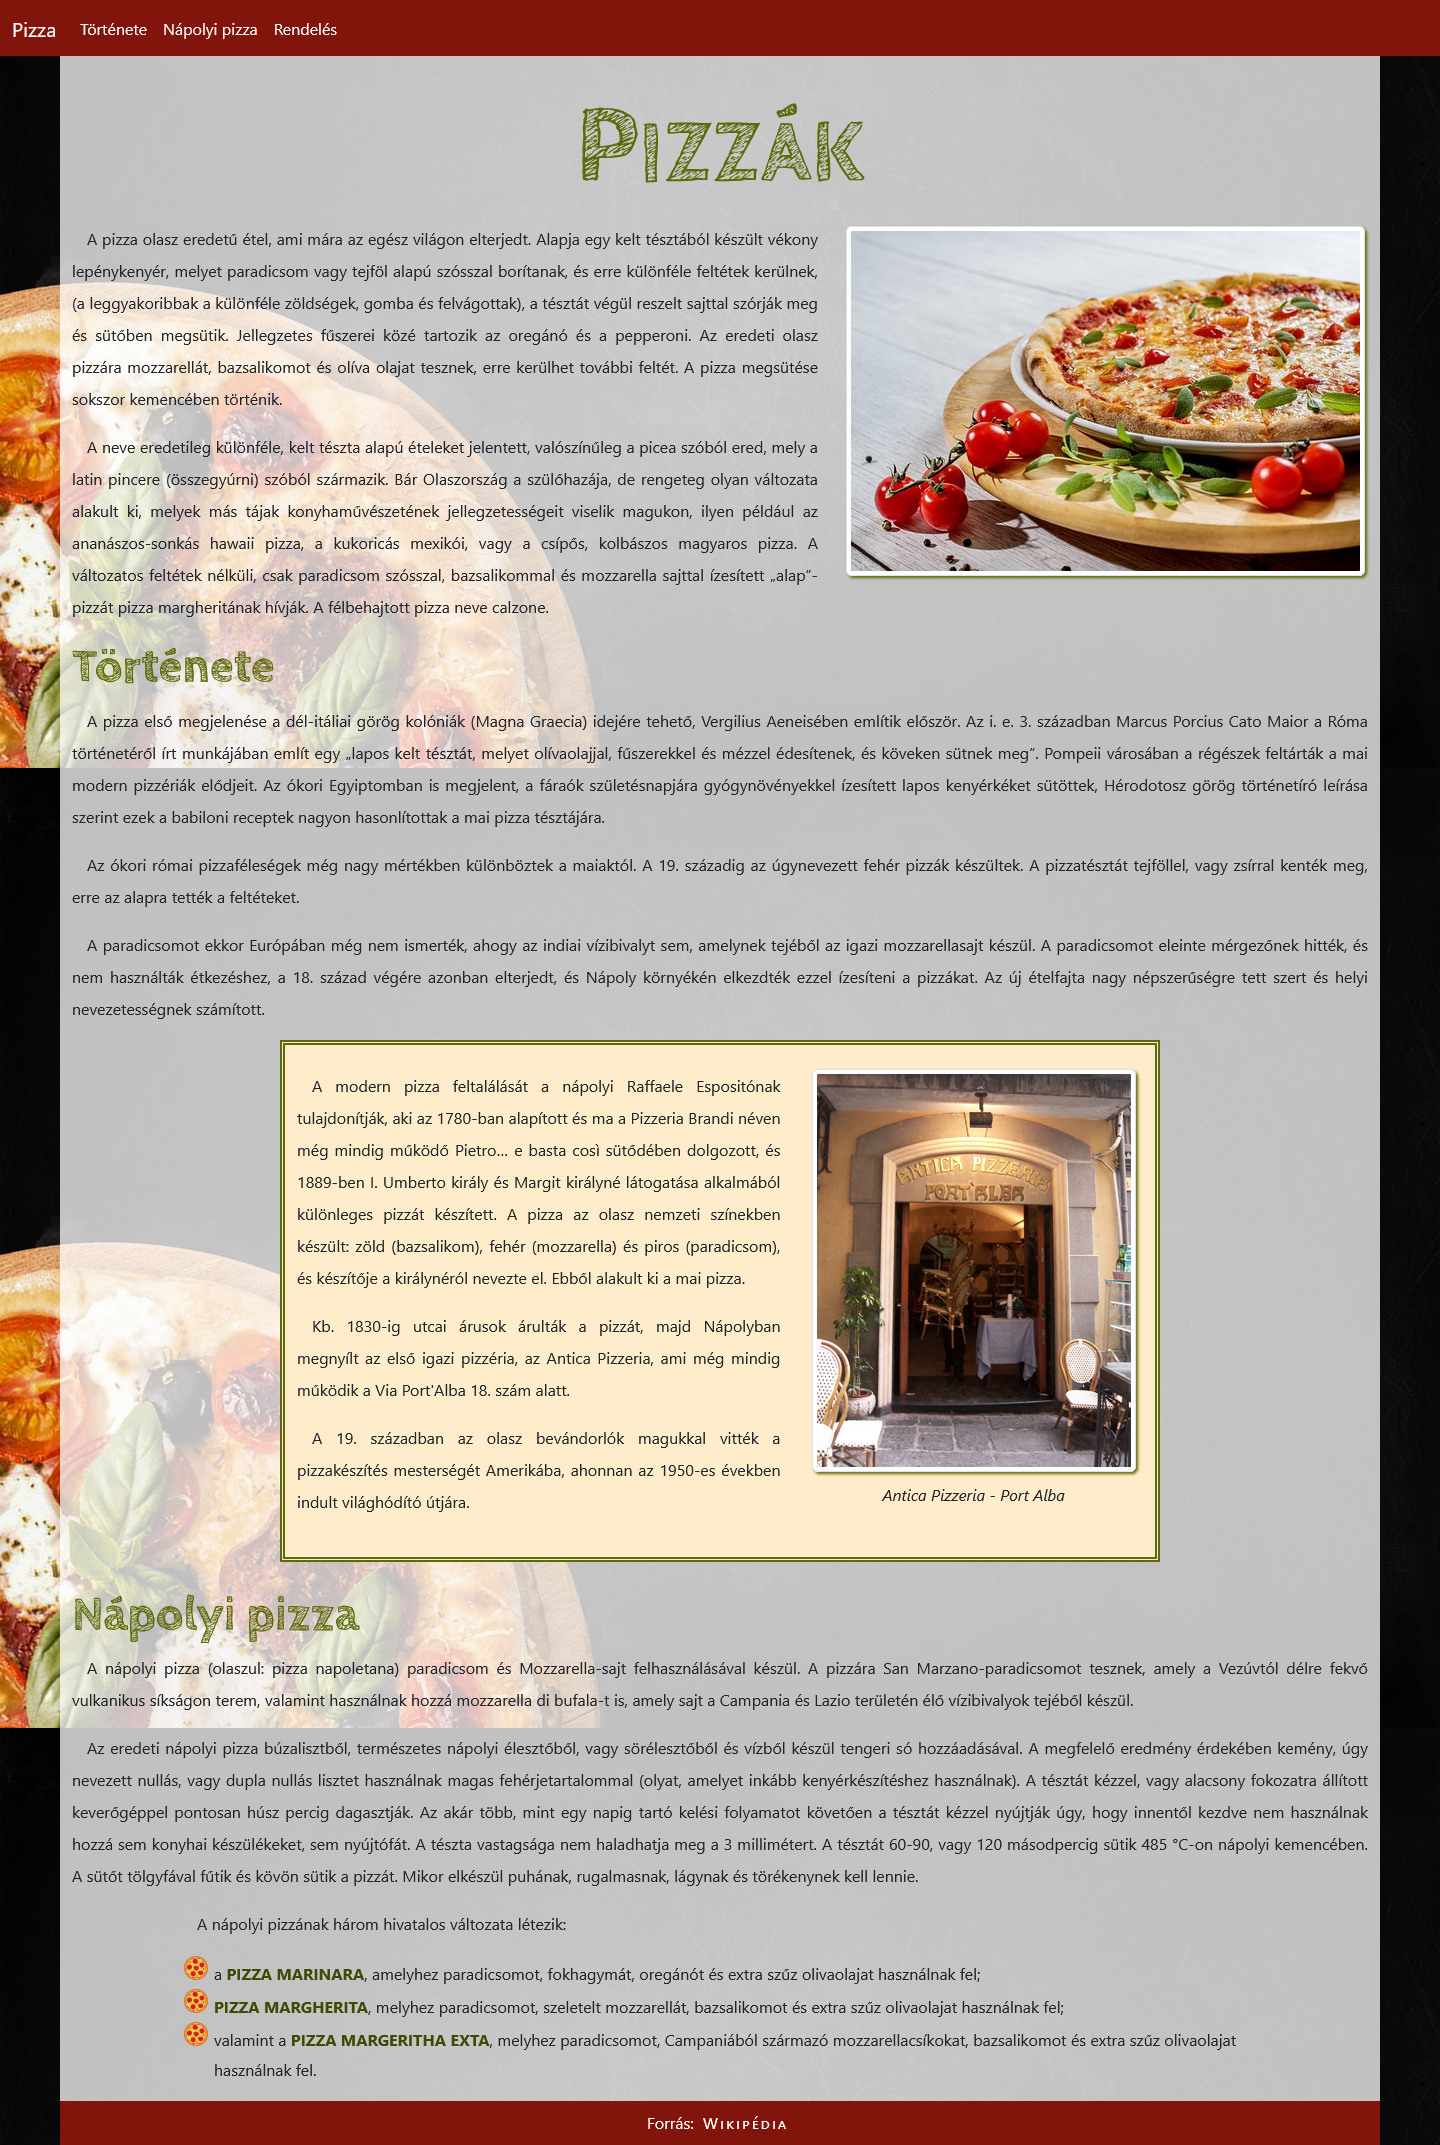 Pizza Története Nápolyi pizza Rendelés
Pizzák
A pizza olasz eredetű étel, ami mára az egész világon elterjedt. Alapja egy kelt tésztából készült vékony
lepénykenyér, melyet paradicsom vagy tejföl alapú szósszal borítanak, és erre különféle feltétek kerülnek,
(a leggyakoribbak a különféle zöldségek, gomba és felvágottak), a tésztát végül reszelt sajttal szórják meg
és sütőben megsütik. Jellegzetes fűszerei közé tartozik az oregánó és a pepperoni. Az eredeti olasz
pizzára mozzarellát, bazsalikomot és olíva olajat tesznek, erre kerülhet további feltét. A pizza megsütése
sokszor kemencében történik.
A neve eredetileg különféle, kelt tészta alapú ételeket jelentett, valószínűleg a picea szóból ered, mely a
latin pincere (összegyúrni) szóból származik. Bár Olaszország a szülőhazája, de rengeteg olyan változata
alakult ki, melyek más tájak konyhaművészetének jellegzetességeit viselik magukon, ilyen például az
ananászos-sonkás hawaii pizza, a kukoricás mexikói, vagy a csípős, kolbászos magyaros pizza. A
változatos feltétek nélküli, csak paradicsom szósszal, bazsalikommal és mozzarella sajttal ízesített „alap”-
pizzát pizza margheritának hívják. A félbehajtott pizza neve calzone.
Története
A pizza első megjelenése a dél-itáliai görög kolóniák (Magna Graecia) idejére tehető, Vergilius Aeneisében említik először. Az i. e. 3. században Marcus Porcius Cato Maior a Róma
történetéről írt munkájában említ egy „lapos kelt tésztát, melyet olívaolajjal, fűszerekkel és mézzel édesítenek, és köveken sütnek meg”. Pompeii városában a régészek feltárták a mai
modern pizzériák elődjeit. Az ókori Egyiptomban is megjelent, a fáraók születésnapjára gyógynövényekkel ízesített lapos kenyérkéket sütöttek, Hérodotosz görög történetíró leírása
szerint ezek a babiloni receptek nagyon hasonlítottak a mai pizza tésztájára.
Az ókori római pizzaféleségek még nagy mértékben különböztek a maiaktól. A 19. századig az úgynevezett fehér pizzák készültek. A pizzatésztát tejföllel, vagy zsírral kenték meg,
erre az alapra tették a feltéteket.
A paradicsomot ekkor Európában még nem ismerték, ahogy az indiai vízibivalyt sem, amelynek tejéből az igazi mozzarellasajt készül. A paradicsomot eleinte mérgezőnek hitték, és
nem használták étkezéshez, a 18. század végére azonban elterjedt, és Nápoly környékén elkezdték ezzel ízesíteni a pizzákat. Az új ételfajta nagy népszerűségre tett szert és helyi
nevezetességnek számított.
A modern pizza feltalálását a nápolyi Raffaele Espositónak
tulajdonítják, aki az 1780-ban alapított és ma a Pizzeria Brandi néven
még mindig működő Pietro... e basta così sütődében dolgozott, és
1889-ben I. Umberto király és Margit királyné látogatása alkalmából
különleges pizzát készített. A pizza az olasz nemzeti színekben
készült: zöld (bazsalikom), fehér (mozzarella) és piros (paradicsom),
és készítője a királynéról nevezte el. Ebből alakult ki a mai pizza.
Kb. 1830-ig utcai árusok árulták a pizzát, majd Nápolyban
megnyílt az első igazi pizzéria, az Antica Pizzeria, ami még mindig
működik a Via Port'Alba 18. szám alatt.
A 19. században az olasz bevándorlók magukkal vitték a
pizzakészítés mesterségét Amerikába, ahonnan az 1950-es években
indult világhódító útjára.
ANTICA PIZZERIA
PORT'ALBA
Antica Pizzeria - Port Alba
Nápolyi pizza
A nápolyi pizza (olaszul: pizza napoletana) paradicsom és Mozzarella-sajt felhasználásával készül. A pizzára San Marzano-paradicsomot tesznek, amely a Vezúvtól délre fekvő
vulkanikus síkságon terem, valamint használnak hozzá mozzarella di bufala-t is, amely sajt a Campania és Lazio területén élő vízibivalyok tejéből készül.
Az eredeti nápolyi pizza búzalisztből, természetes nápolyi élesztőből, vagy sörélesztőből és vízből készül tengeri só hozzáadásával. A megfelelő eredmény érdekében kemény, úgy
nevezett nullás, vagy dupla nullás lisztet használnak magas fehérjetartalommal (olyat, amelyet inkább kenyérkészítéshez használnak). A tésztát kézzel, vagy alacsony fokozatra állított
keverőgéppel pontosan húsz percig dagasztják. Az akár több, mint egy napig tartó kelési folyamatot követően a tésztát kézzel nyújtják úgy, hogy innentől kezdve nem használnak
hozzá sem konyhai készülékeket, sem nyújtófát. A tészta vastagsága nem haladhatja meg a 3 millimétert. A tésztát 60-90, vagy 120 másodpercig sütik 485 °C-on nápolyi kemencében.
A sütőt tölgyfával fűtik és kövön sütik a pizzát. Mikor elkészül puhának, rugalmasnak, lágynak és törékenynek kell lennie.
A nápolyi pizzának három hivatalos változata létezik:
a PIZZA MARINARA, amelyhez paradicsomot, fokhagymát, oregánót és extra szűz olivaolajat használnak fel;
PIZZA MARGHERITA, melyhez paradicsomot, szeletelt mozzarellát, bazsalikomot és extra szűz olivaolajat használnak fel;
valamint a PIZZA MARGERITHA EXTA, melyhez paradicsomot, Campaniából származó mozzarellacsíkokat, bazsalikomot és extra szűz olivaolajat
használnak fel.
Forrás: Wikipédia